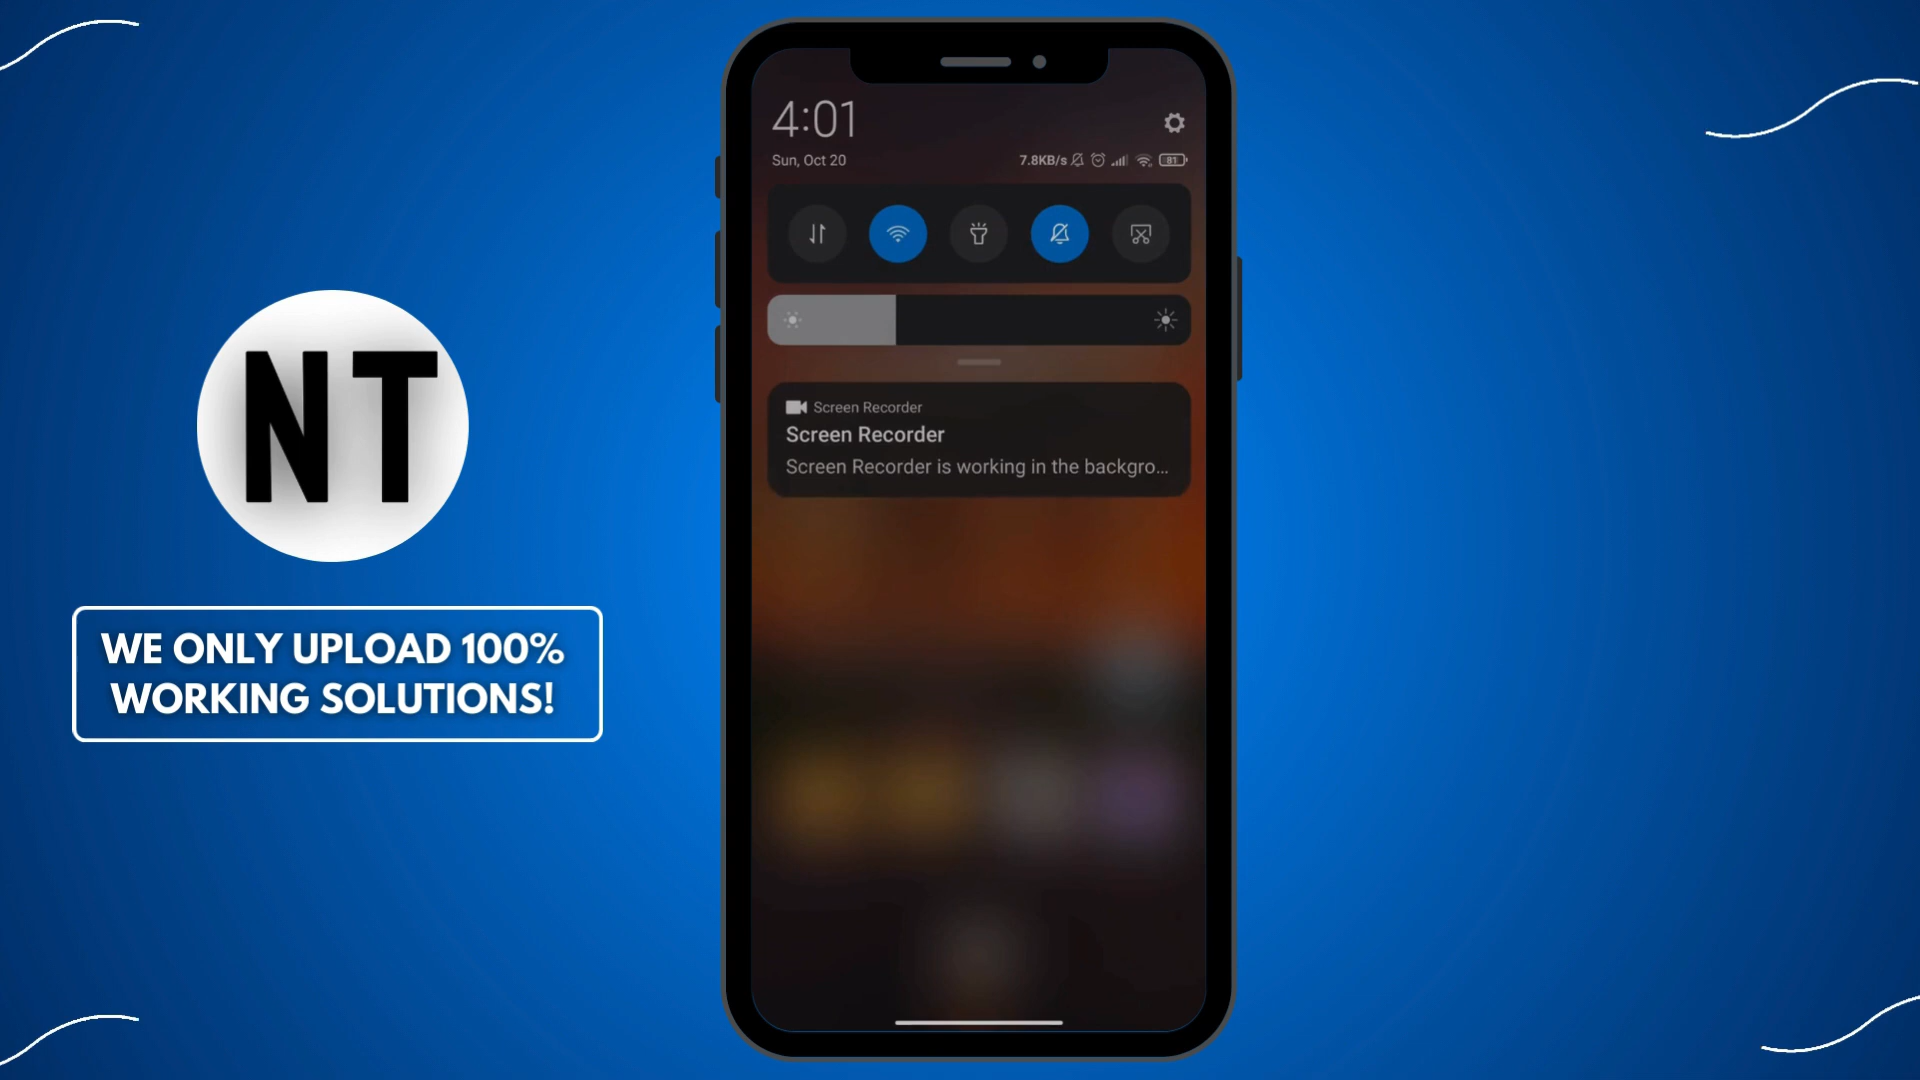 NT
WE ONLY UPLOAD 100%
WORKING SOLUTIONS!
4:01
Sun, Oct 20
7.8KB/s 81
Screen Recorder
Screen Recorder
Screen Recorder is working in the backgro...